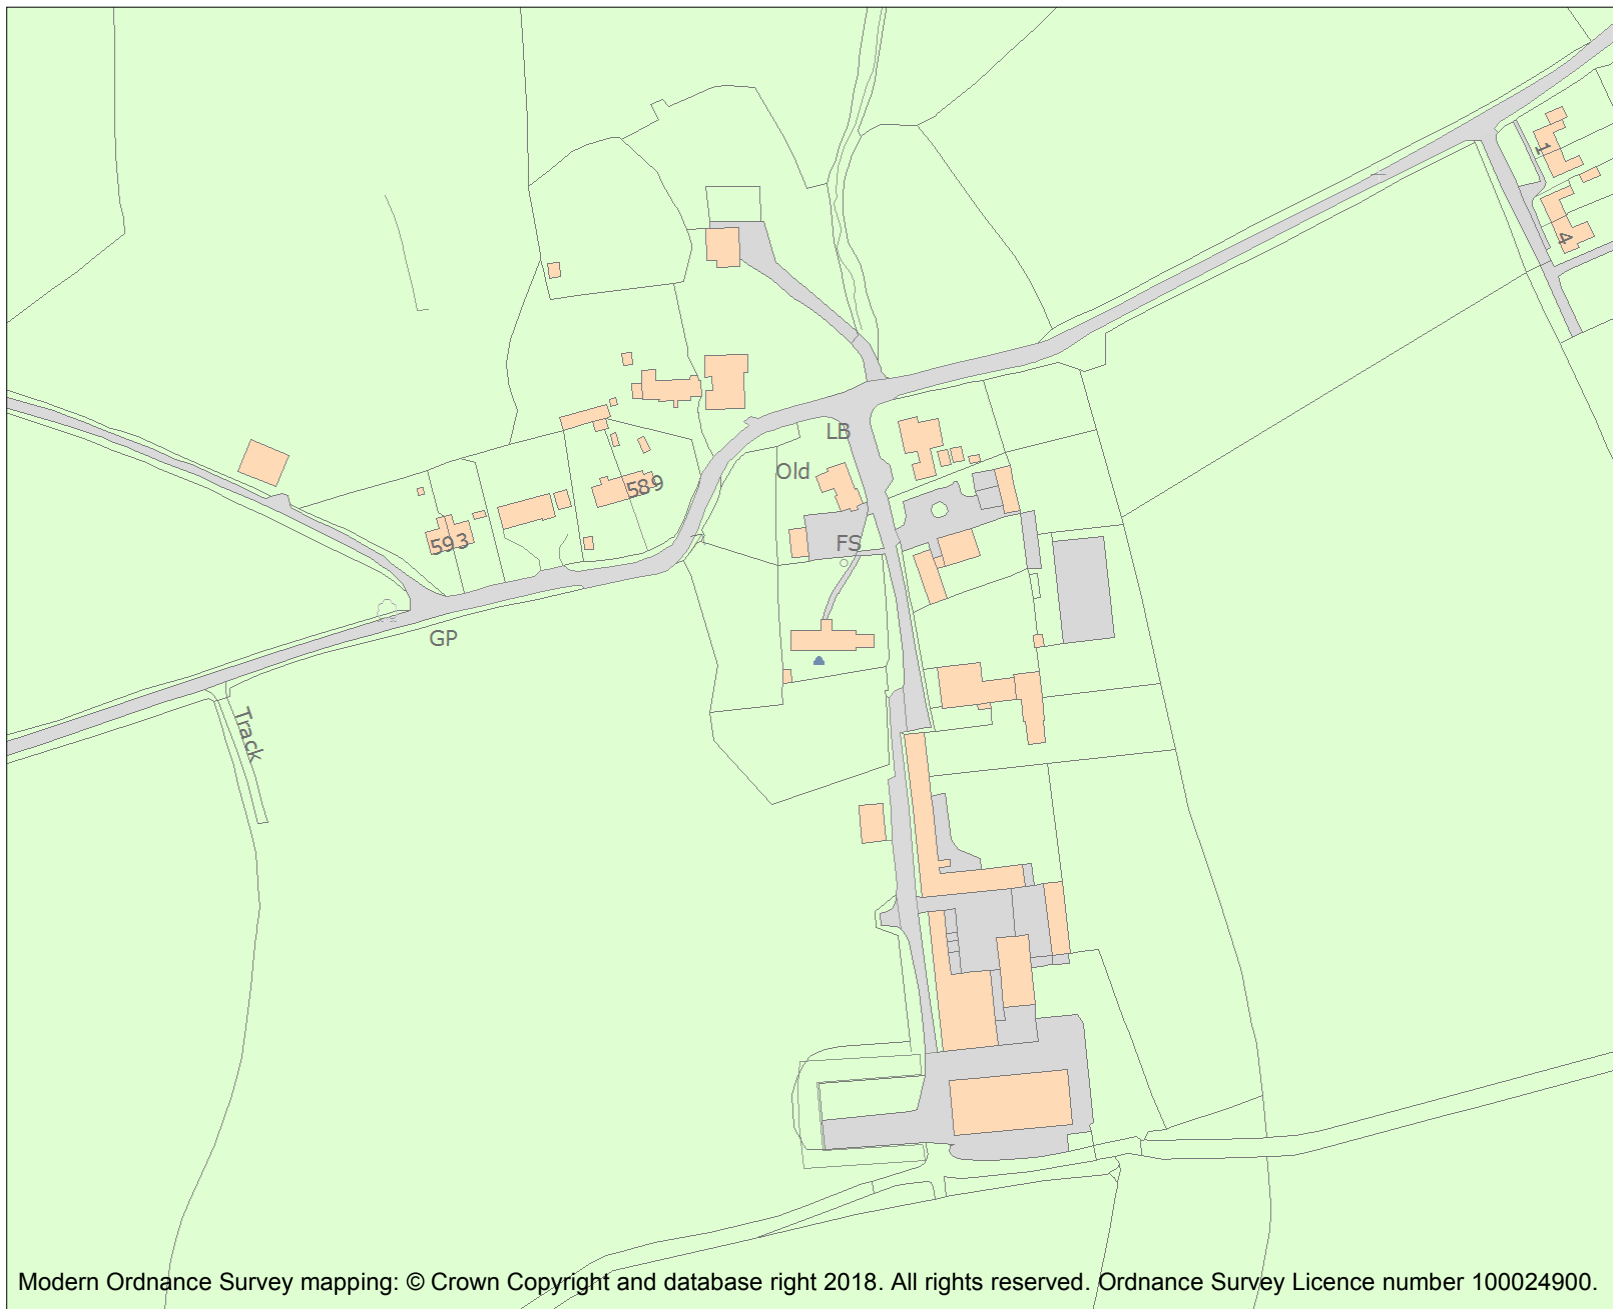 1
4
LB
Old
589
593
FS
GP
Track
Modern Ordnance Survey mapping: © Crown Copyright and database right 2018. All rights reserved. Ordnance Survey Licence number 100024900.